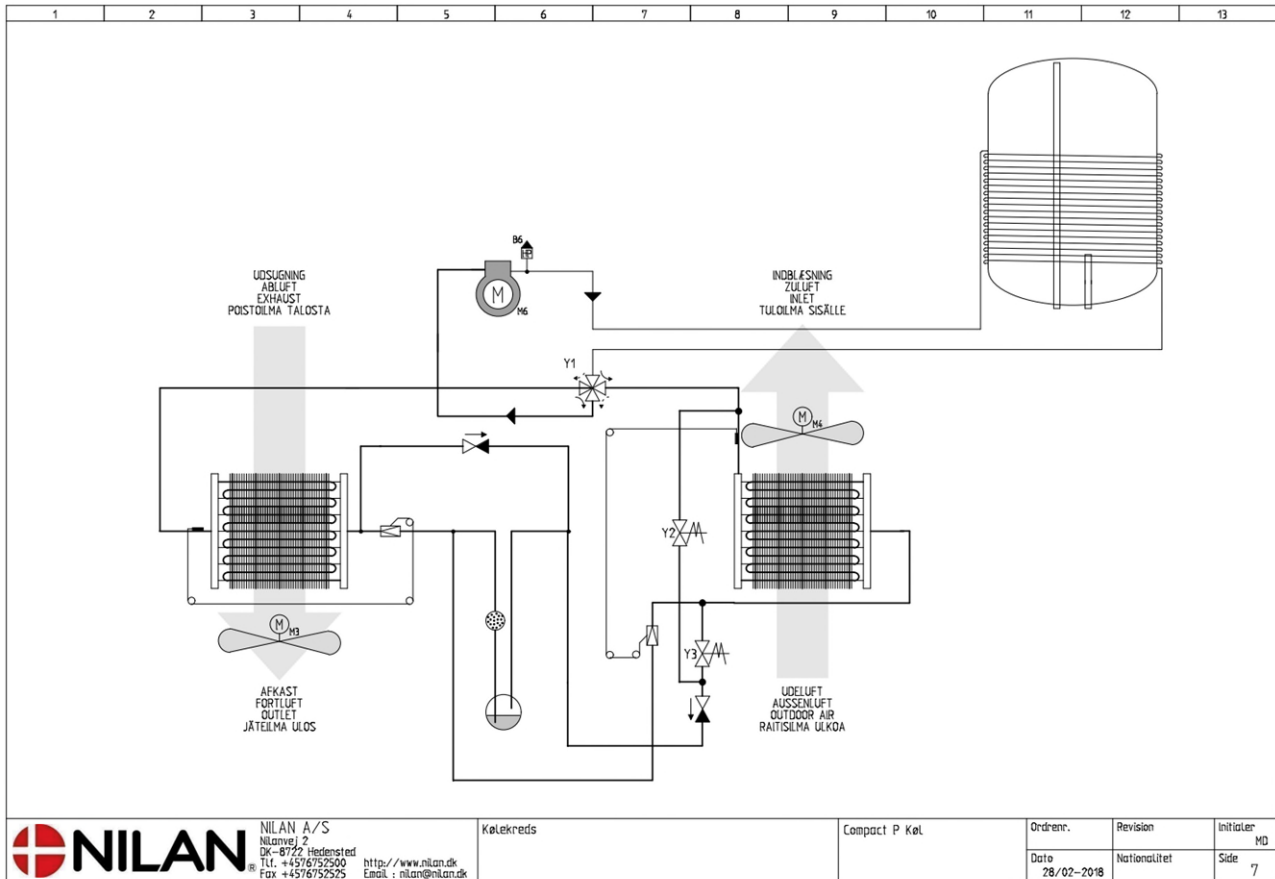 1 2 3 4 5 6 7 8 9 10 11 12 13
B6
HP
M
M6
UDSUGNING
ABLUFT
EXHAUST
POISTOILMA TALOSTA
INDBLÆSNING
ZULUFT
INLET
TULOILMA SISÄLLE
Y1
M
M4
Y2
M
M3
Y3
AFKAST
FORTLUFT
OUTLET
JÄTEILMA ULOS
UDELUFT
AUSSENLUFT
OUTDOOR AIR
RAITISILMA ULKOA
NILAN®
NILAN A/S
Nilanvej 2
DK-8722 Hedensted
Tlf. +4576752500 http://www.nilan.dk
Fax +4576752525 Email : nilan@nilan.dk
Kølekreds
Compact P Køl
Ordrenr.
Revision
Initialer
MD
Dato
28/02-2018
Nationalitet
Side
7